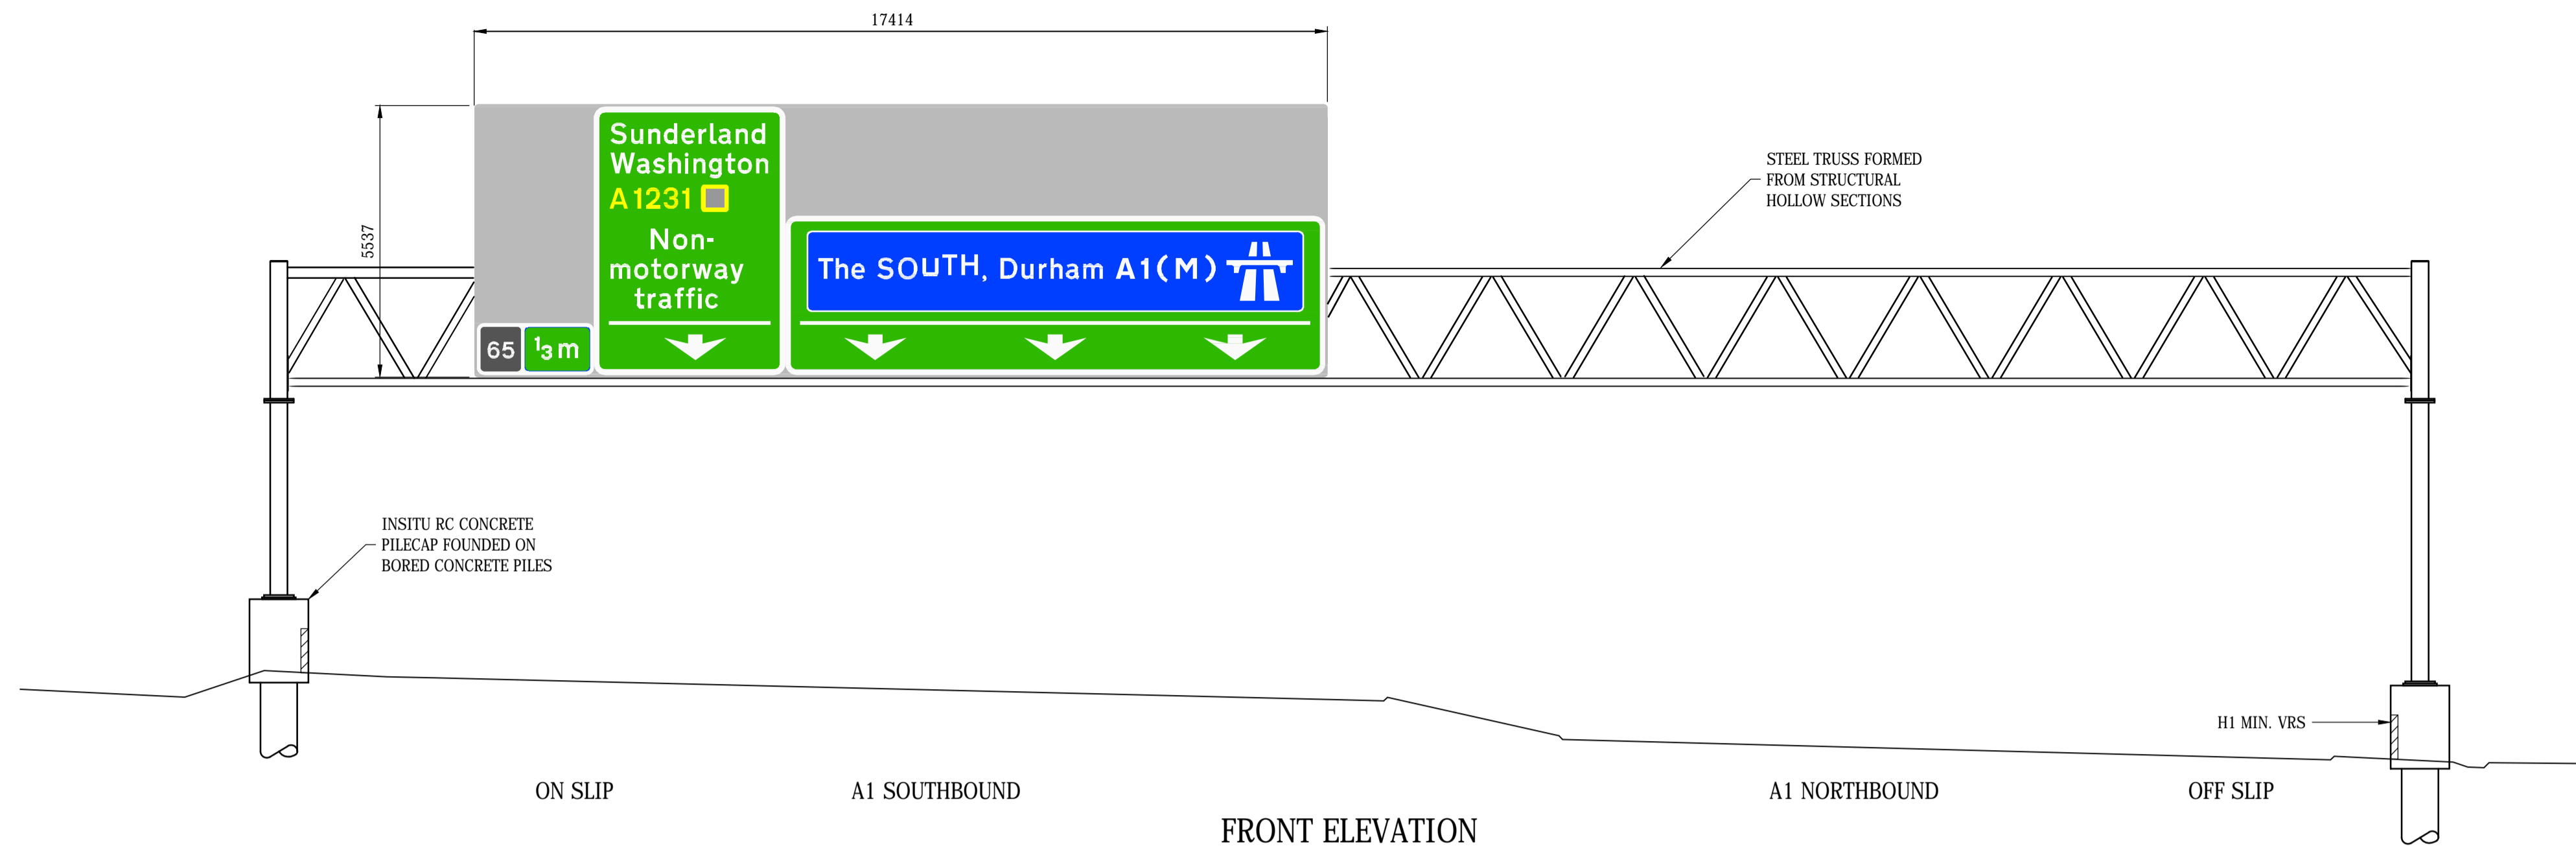 17414
5537
Sunderland
Washington
A1231
Non-
motorway
traffic
The SOUTH, Durham A1(M)
65
1/3 m
STEEL TRUSS FORMED
FROM STRUCTURAL
HOLLOW SECTIONS
INSITU RC CONCRETE
PILECAP FOUNDED ON
BORED CONCRETE PILES
H1 MIN. VRS
ON SLIP
A1 SOUTHBOUND
A1 NORTHBOUND
OFF SLIP
FRONT ELEVATION